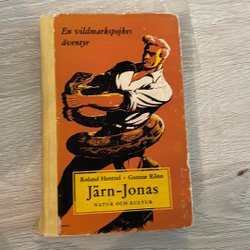 En vildmarkspojkes
äventyr
Roland Hentzel · Gunnar Rönn
Järn-Jonas
NATUR OCH KULTUR